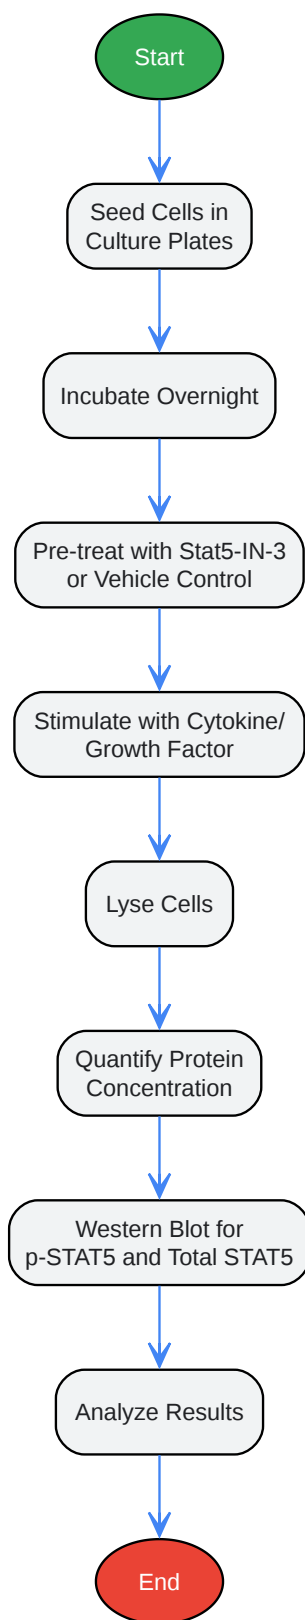 Start
Seed Cells in
Culture Plates
Incubate Overnight
Pre-treat with Stat5-IN-3
or Vehicle Control
Stimulate with Cytokine/
Growth Factor
Lyse Cells
Quantify Protein
Concentration
Western Blot for
p-STAT5 and Total STAT5
Analyze Results
End